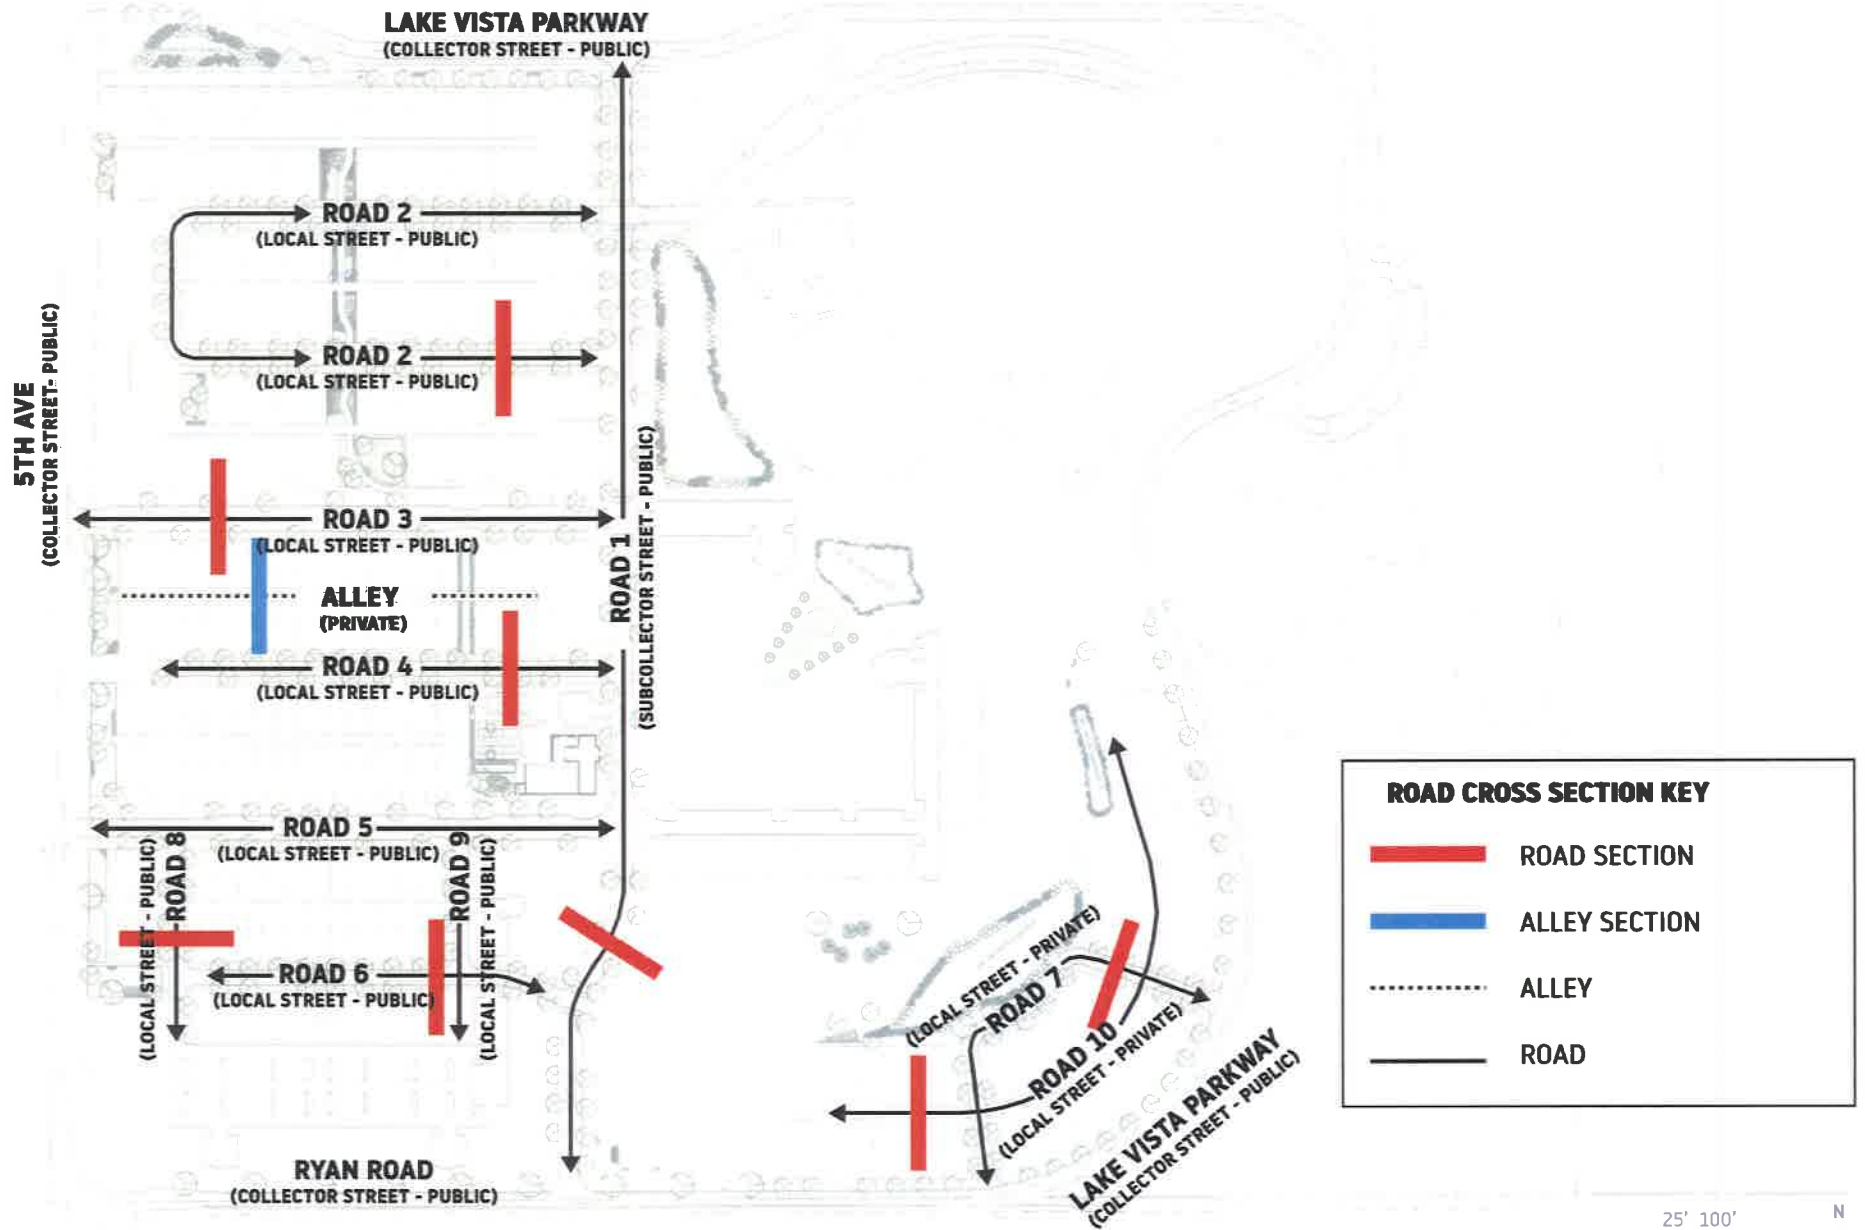 LAKE VISTA PARKWAY
(COLLECTOR STREET - PUBLIC)
ROAD 2
(LOCAL STREET - PUBLIC)
ROAD 2
(LOCAL STREET - PUBLIC)
5TH AVE
(COLLECTOR STREET- PUBLIC)
ROAD 3
(LOCAL STREET - PUBLIC)
ROAD 1
(SUBCOLLECTOR STREET - PUBLIC)
ALLEY
(PRIVATE)
ROAD 4
(LOCAL STREET - PUBLIC)
ROAD 5
(LOCAL STREET - PUBLIC)
ROAD 8
(LOCAL STREET - PUBLIC)
ROAD 9
(LOCAL STREET - PUBLIC)
ROAD 6
(LOCAL STREET - PUBLIC)
(LOCAL STREET - PRIVATE)
ROAD 7
ROAD 10
(LOCAL STREET - PRIVATE)
LAKE VISTA PARKWAY
(COLLECTOR STREET - PUBLIC)
RYAN ROAD
(COLLECTOR STREET - PUBLIC)
ROAD CROSS SECTION KEY
ROAD SECTION
ALLEY SECTION
ALLEY
ROAD
25' 100'
N